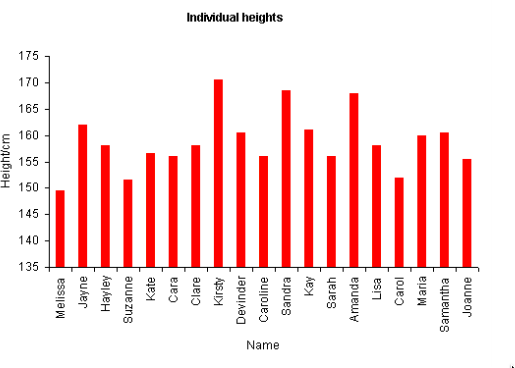 Individual heights
175
170
165
160
155
150
145
140
135
Height/cm
Melissa
Jayne
Hayley
Suzanne
Kate
Cara
Clare
Kirsty
Devinder
Caroline
Sandra
Kay
Sarah
Amanda
Lisa
Carol
Maria
Samantha
Joanne
Name